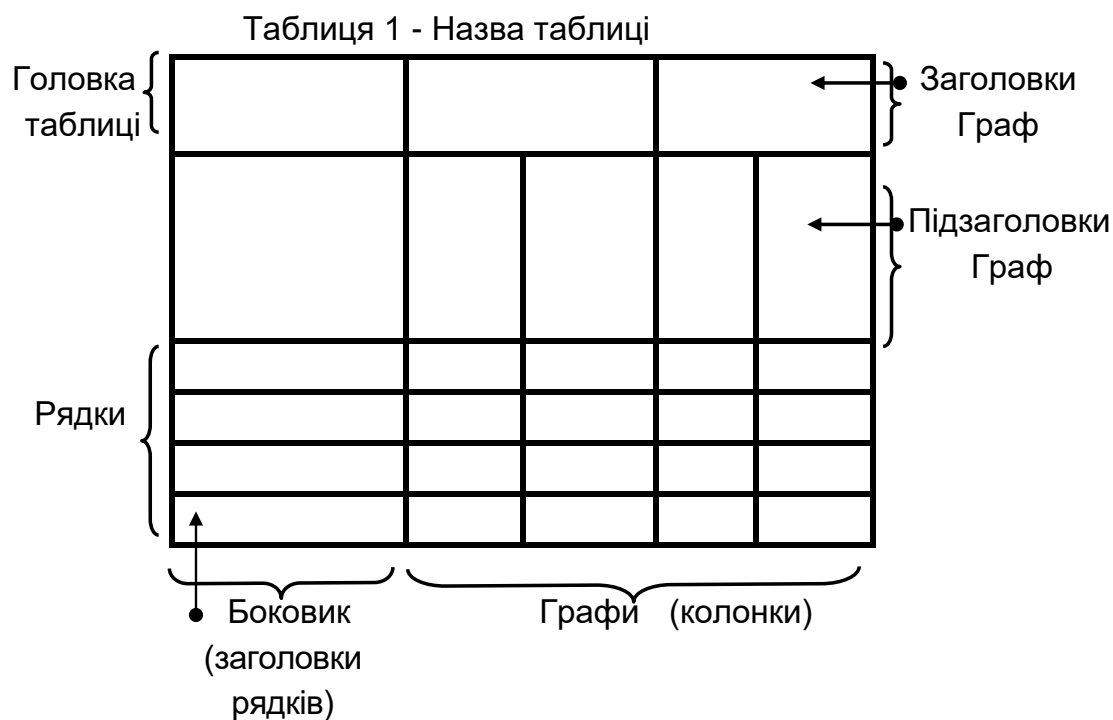 Таблиця 1 - Назва таблиці
Головка
таблиці
Заголовки
Граф
Підзаголовки
Граф
Рядки
Боковик
(заголовки
рядків)
Графи (колонки)